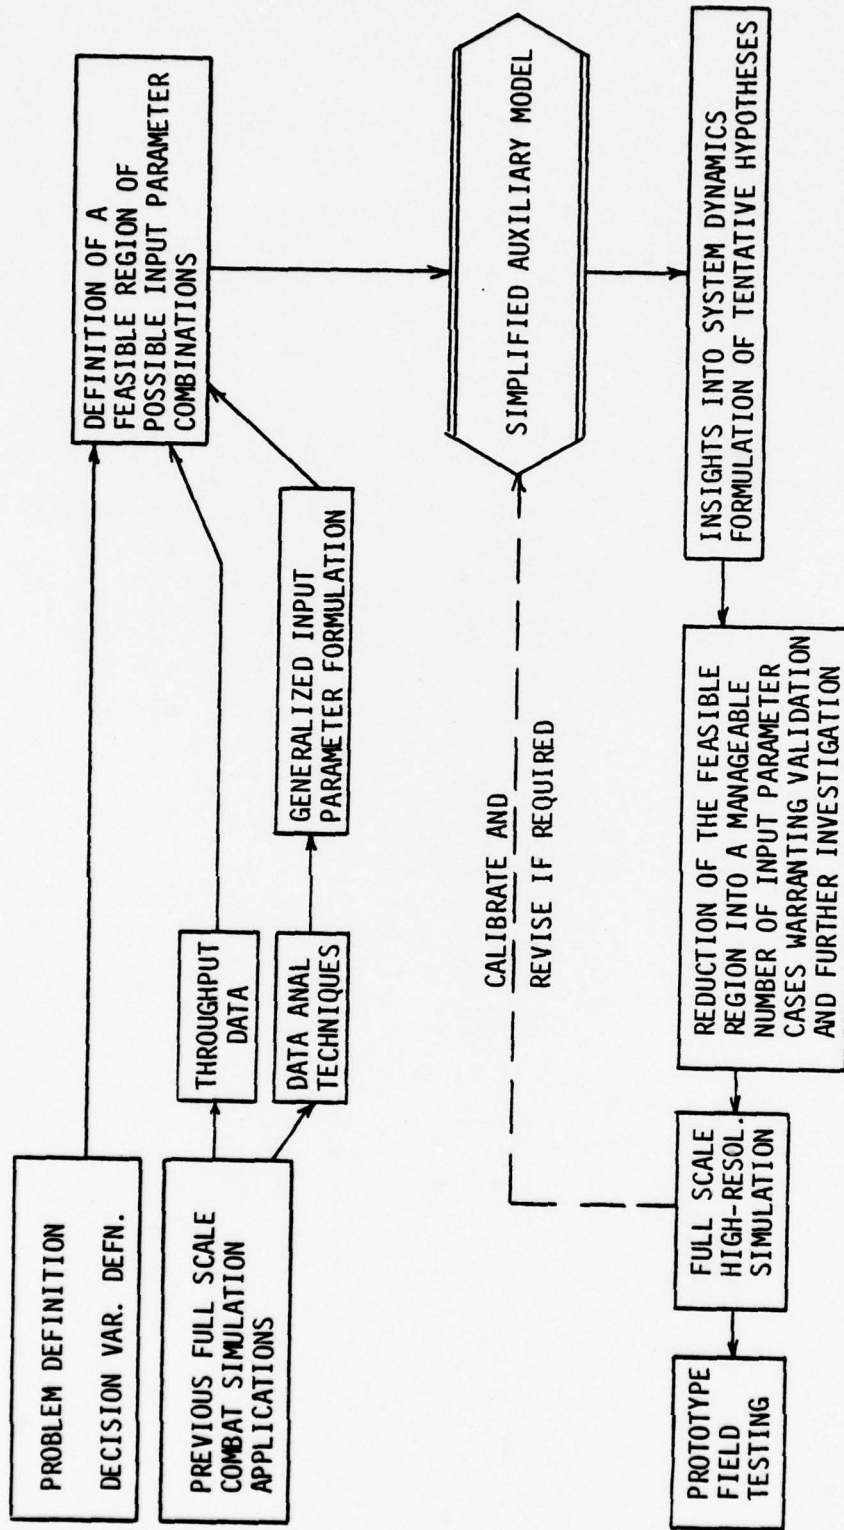 PROBLEM DEFINITION
DECISION VAR. DEFN.
PREVIOUS FULL SCALE
COMBAT SIMULATION
APPLICATIONS
THROUGHPUT
DATA
DATA ANAL
TECHNIQUES
GENERALIZED INPUT
PARAMETER FORMULATION
DEFINITION OF A
FEASIBLE REGION OF
POSSIBLE INPUT PARAMETER
COMBINATIONS
SIMPLIFIED AUXILIARY MODEL
CALIBRATE AND
REVISE IF REQUIRED
INSIGHTS INTO SYSTEM DYNAMICS
FORMULATION OF TENTATIVE HYPOTHESES
REDUCTION OF THE FEASIBLE
REGION INTO A MANAGEABLE
NUMBER OF INPUT PARAMETER
CASES WARRANTING VALIDATION
AND FURTHER INVESTIGATION
FULL SCALE
HIGH-RESOL.
SIMULATION
PROTOTYPE
FIELD
TESTING